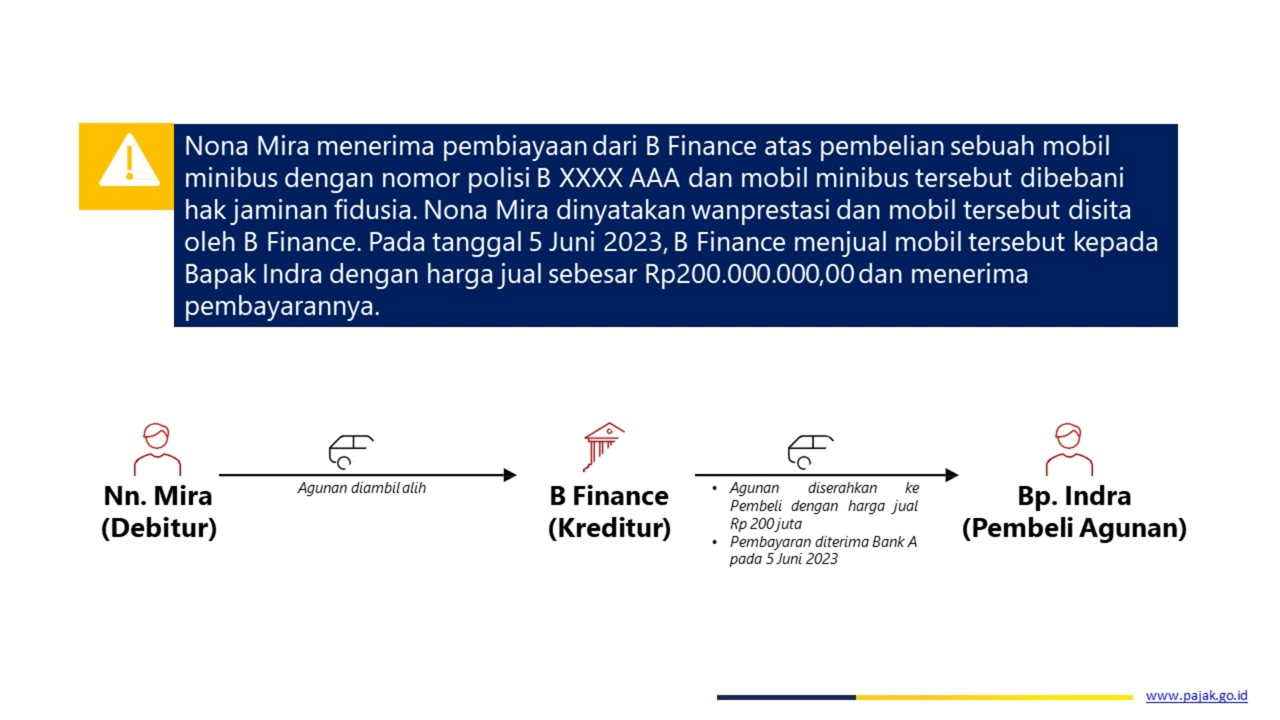 Nona Mira menerima pembiayaan dari B Finance atas pembelian sebuah mobil
minibus dengan nomor polisi B XXXX AAA dan mobil minibus tersebut dibebani
hak jaminan fidusia. Nona Mira dinyatakan wanprestasi dan mobil tersebut disita
oleh B Finance. Pada tanggal 5 Juni 2023, B Finance menjual mobil tersebut kepada
Bapak Indra dengan harga jual sebesar Rp200.000.000,00 dan menerima
pembayarannya.
Nn. Mira
(Debitur)
Agunan diambil alih
B Finance
(Kreditur)
• Agunan diserahkan ke
Pembeli dengan harga jual
Rp 200 juta
• Pembayaran diterima Bank A
pada 5 Juni 2023
Bp. Indra
(Pembeli Agunan)
www.pajak.go.id